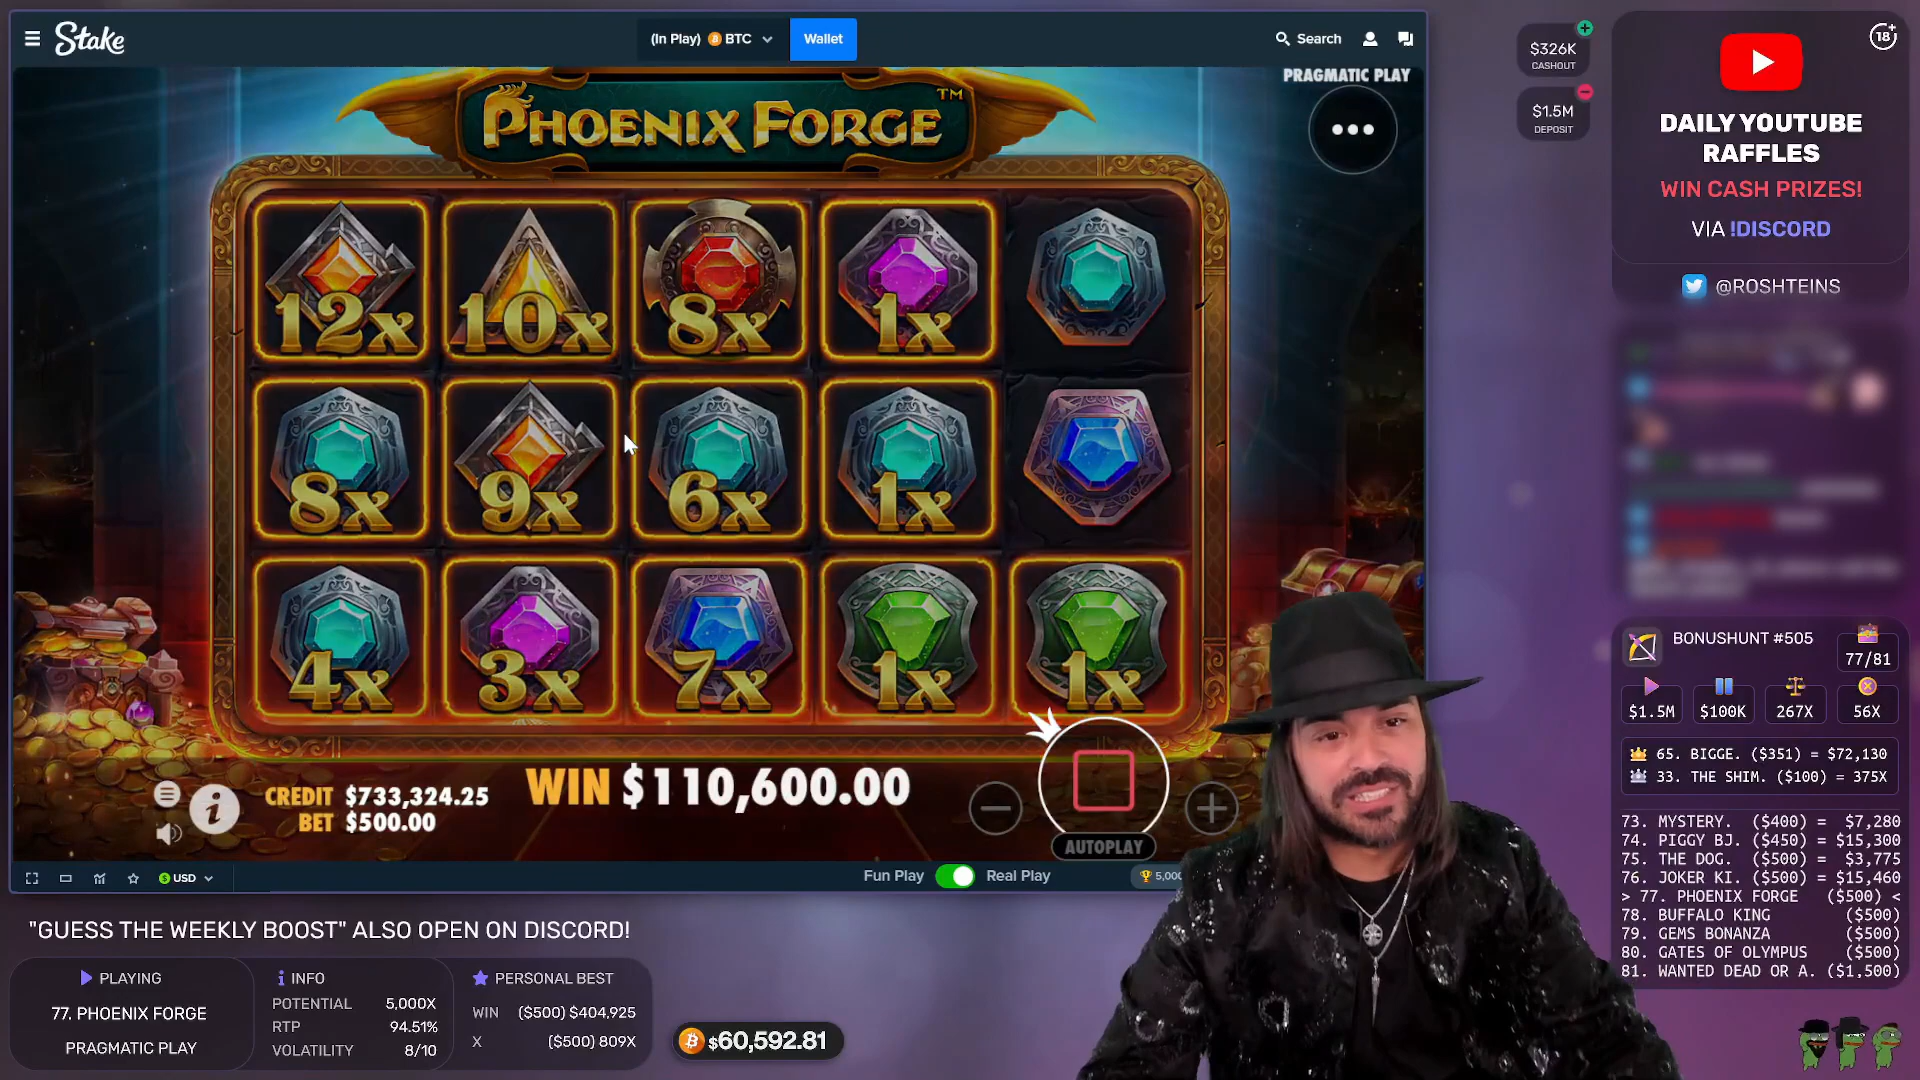 Stake
(In Play) BTC
Wallet
Search
PRAGMATIC PLAY
PHOENIX FORGE™
12x 10x 8x 1x
8x 9x 6x 1x
4x 3x 7x 1x 1x
CREDIT $733,324.25
BET $500.00
WIN $110,600.00
AUTOPLAY
USD
Fun Play
Real Play
5,000
$326K
CASHOUT
$1.5M
DEPOSIT
18+
DAILY YOUTUBE
RAFFLES
WIN CASH PRIZES!
VIA !DISCORD
@ROSHTEINS
BONUSHUNT #505
77/81
$1.5M $100K 267X 56X
65. BIGGE. ($351) = $72,130
33. THE SHIM. ($100) = 375X
73. MYSTERY. ($400) = $7,280
74. PIGGY BJ. ($450) = $15,300
75. THE DOG. ($500) = $3,775
76. JOKER KI. ($500) = $15,460
> 77. PHOENIX FORGE ($500) <
78. BUFFALO KING ($500)
79. GEMS BONANZA ($500)
80. GATES OF OLYMPUS ($500)
81. WANTED DEAD OR A. ($1,500)
"GUESS THE WEEKLY BOOST" ALSO OPEN ON DISCORD!
PLAYING
77. PHOENIX FORGE
PRAGMATIC PLAY
INFO
POTENTIAL 5,000X
RTP 94.51%
VOLATILITY 8/10
PERSONAL BEST
WIN ($500) $404,925
X ($500) 809X
$60,592.81